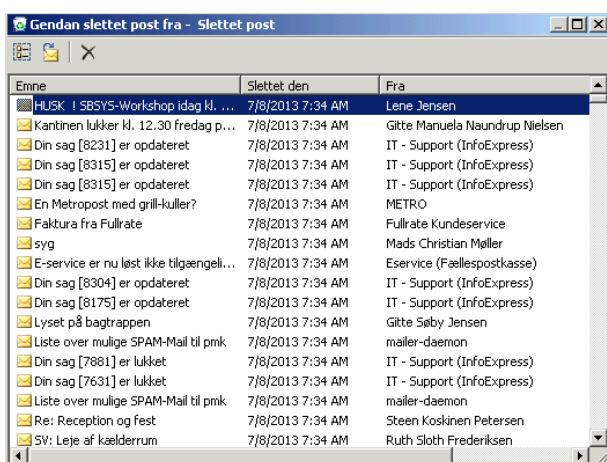 Gendan slettet post fra - Slettet post
Emne Slettet den Fra
HUSK ! SBSYS-Workshop idag kl. ... 7/8/2013 7:34 AM Lene Jensen
Kantinen lukker kl. 12.30 fredag p... 7/8/2013 7:34 AM Gitte Manuela Naundrup Nielsen
Din sag [8231] er opdateret 7/8/2013 7:34 AM IT - Support (InfoExpress)
Din sag [8315] er opdateret 7/8/2013 7:34 AM IT - Support (InfoExpress)
Din sag [8315] er opdateret 7/8/2013 7:34 AM IT - Support (InfoExpress)
En Metropost med grill-kuller? 7/8/2013 7:34 AM METRO
Faktura fra Fullrate 7/8/2013 7:34 AM Fullrate Kundeservice
syg 7/8/2013 7:34 AM Mads Christian Møller
E-service er nu løst ikke tilgængeli... 7/8/2013 7:34 AM Eservice (Fællespostkasse)
Din sag [8304] er opdateret 7/8/2013 7:34 AM IT - Support (InfoExpress)
Din sag [8175] er opdateret 7/8/2013 7:34 AM IT - Support (InfoExpress)
Lyset på bagtrappen 7/8/2013 7:34 AM Gitte Søby Jensen
Liste over mulige SPAM-Mail til pmk 7/8/2013 7:34 AM mailer-daemon
Din sag [7881] er lukket 7/8/2013 7:34 AM IT - Support (InfoExpress)
Din sag [7631] er lukket 7/8/2013 7:34 AM IT - Support (InfoExpress)
Liste over mulige SPAM-Mail til pmk 7/8/2013 7:34 AM mailer-daemon
Re: Reception og fest 7/8/2013 7:34 AM Steen Koskinen Petersen
SV: Leje af kælderrum 7/8/2013 7:34 AM Ruth Sloth Frederiksen